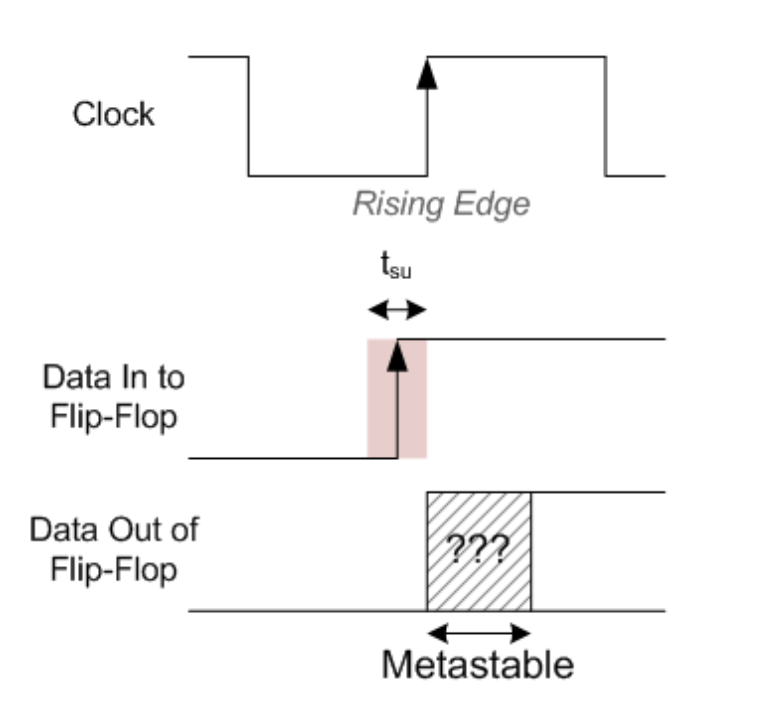 Clock
Rising Edge
tsu
Data In to
Flip-Flop
Data Out of
Flip-Flop
???
Metastable